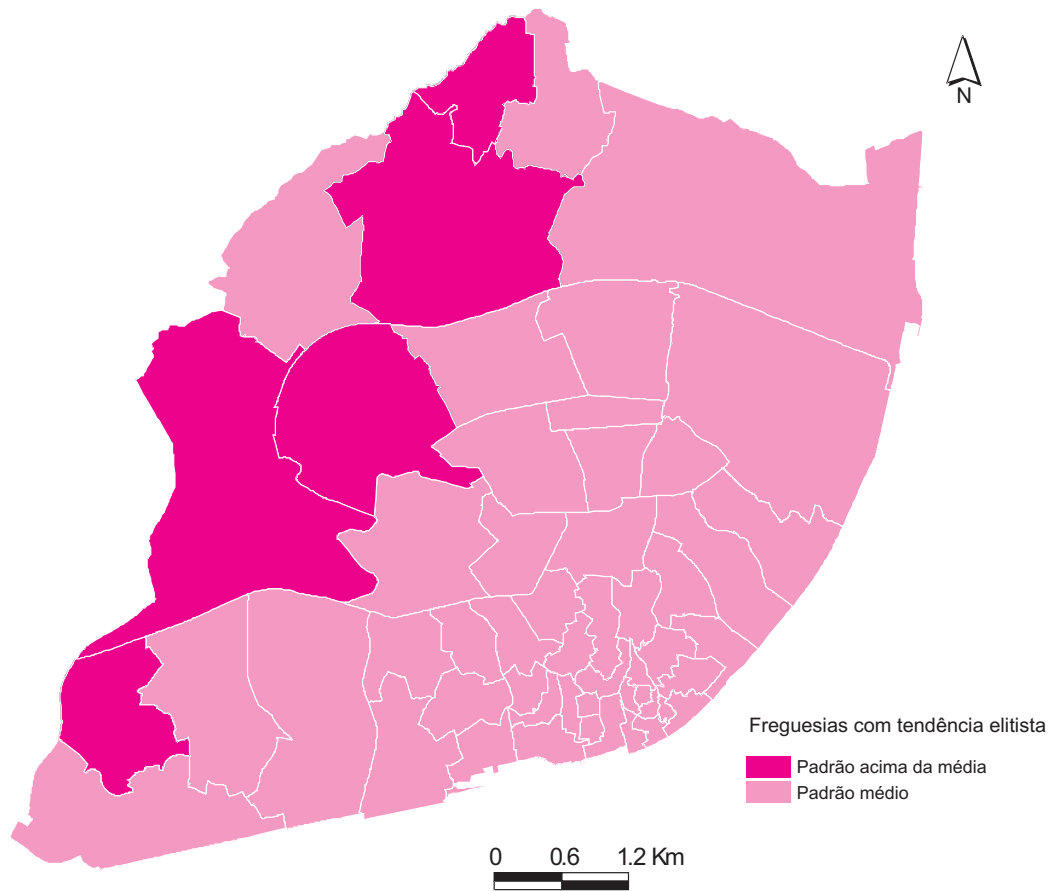 N
Freguesias com tendência elitista
Padrão acima da média
Padrão médio
0 0.6 1.2 Km